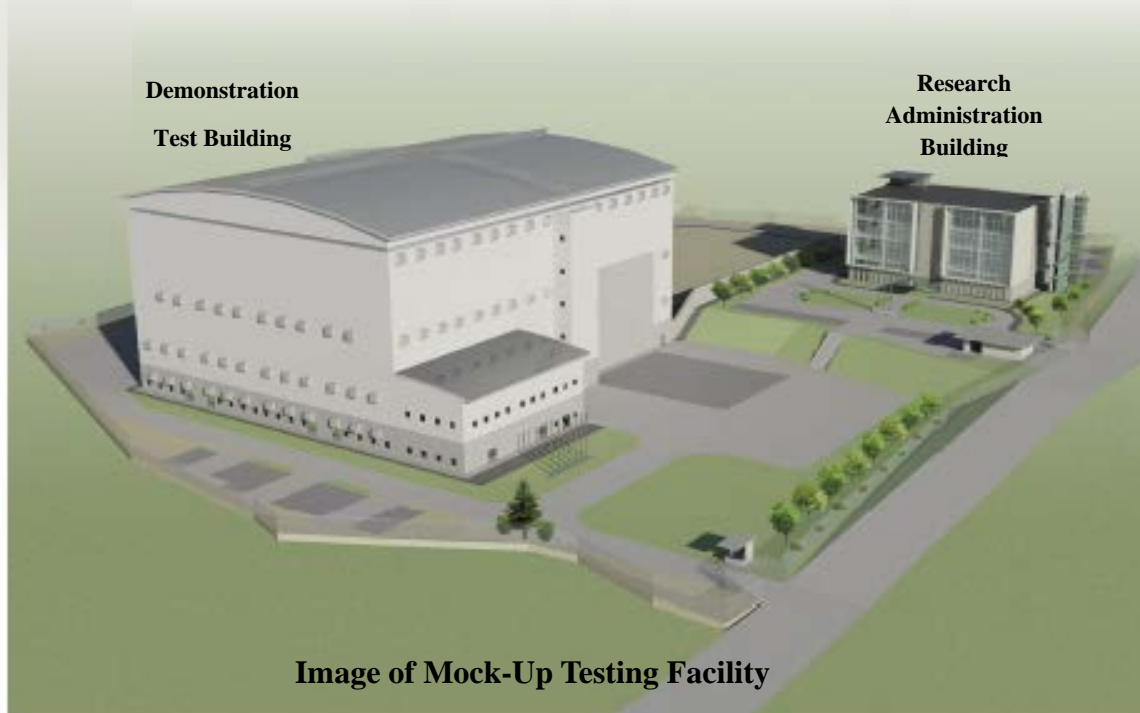 Demonstration
Test Building
Research
Administration
Building
Image of Mock-Up Testing Facility